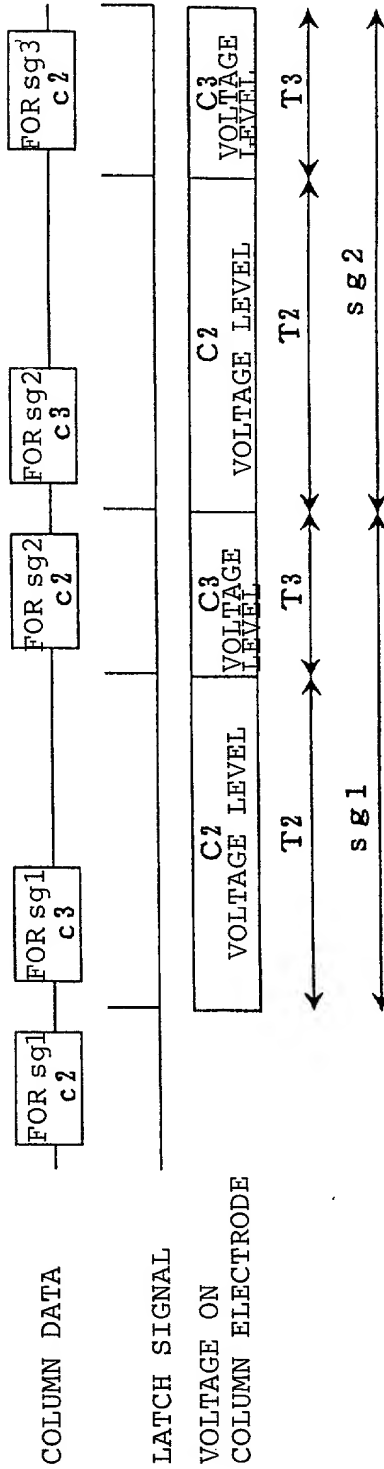 COLUMN DATA
FOR sg1
c2
FOR sg1
c3
FOR sg2
c2
FOR sg2
c3
FOR sg3
c2
LATCH SIGNAL
VOLTAGE ON
COLUMN ELECTRODE
C2
VOLTAGE LEVEL
C3
VOLTAGE
LEVEL
C2
VOLTAGE LEVEL
C3
VOLTAGE
LEVEL
T2
T3
T2
T3
sg1
sg2